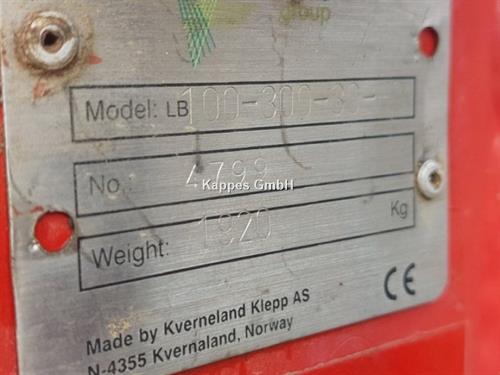 group
Model: LB 100-300-30-
No. 4799
Kappes GmbH
Weight: 1920 Kg
CE
Made by Kverneland Klepp AS
N-4355 Kvernaland, Norway